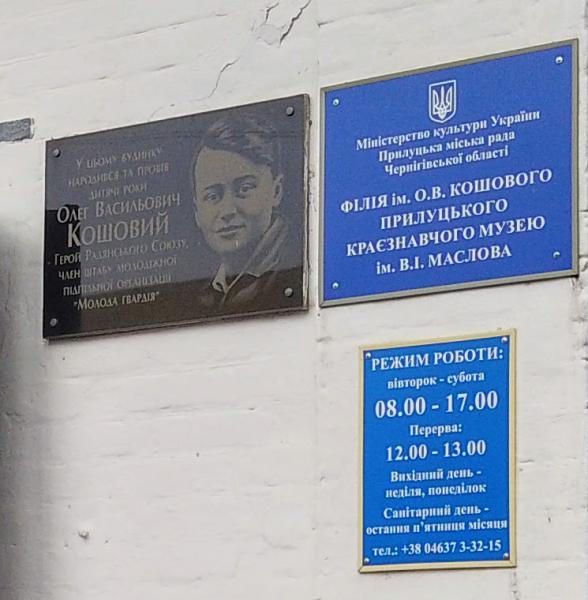 У цьому будинку
народився та провів
дитячі роки
Олег Васильович
Кошовий
Герой Радянського Союзу,
член штабу молодіжної
підпільної організації
"Молода гвардія"
Міністерство культури України
Прилуцька міська рада
Чернігівської області
ФІЛІЯ ім. О.В. КОШОВОГО
ПРИЛУЦЬКОГО
КРАЄЗНАВЧОГО МУЗЕЮ
ім. В.І. МАСЛОВА
РЕЖИМ РОБОТИ:
вівторок - субота
08.00 - 17.00
Перерва:
12.00 - 13.00
Вихідний день -
неділя, понеділок
Санітарний день -
остання п'ятниця місяця
тел.: +38 04637 3-32-15